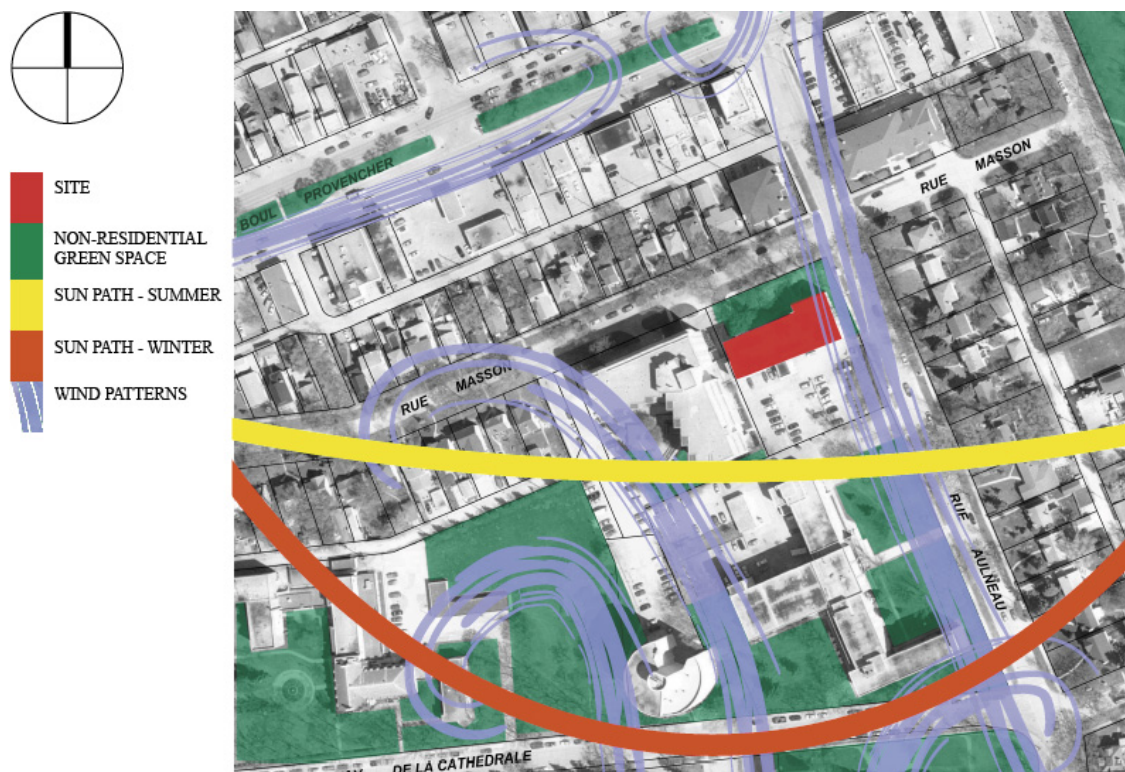 SITE
NON-RESIDENTIAL
GREEN SPACE
SUN PATH - SUMMER
SUN PATH - WINTER
WIND PATTERNS
BOUL PROVENCHER
RUE MASSON
RUE MASSON
RUE AULNEAU
DE LA CATHEDRALE